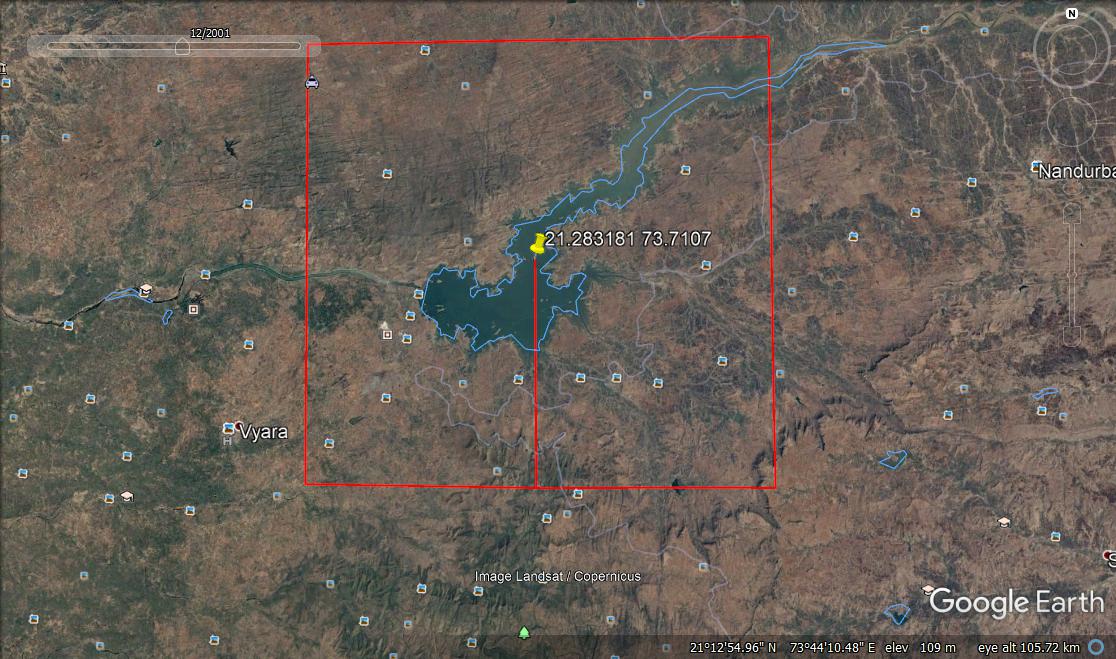 12/2001
N
Nandurba
21.283181 73.7107
Vyara
H
Image Landsat / Copernicus
S
Google Earth
21°12'54.96" N 73°44'10.48" E elev 109 m eye alt 105.72 km